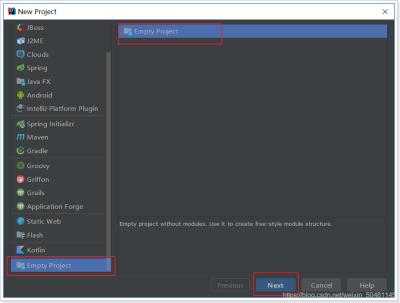 New Project
JBoss
J2ME
Clouds
Spring
Java FX
Android
IntelliJ Platform Plugin
Spring Initializr
Maven
Gradle
Groovy
Griffon
Grails
Application Forge
Static Web
Flash
Kotlin
Empty Project
Empty Project
Empty project without modules. Use it to create free-style module structure.
Previous
Next
Cancel
Help
https://blog.csdn.net/weixin_50481145